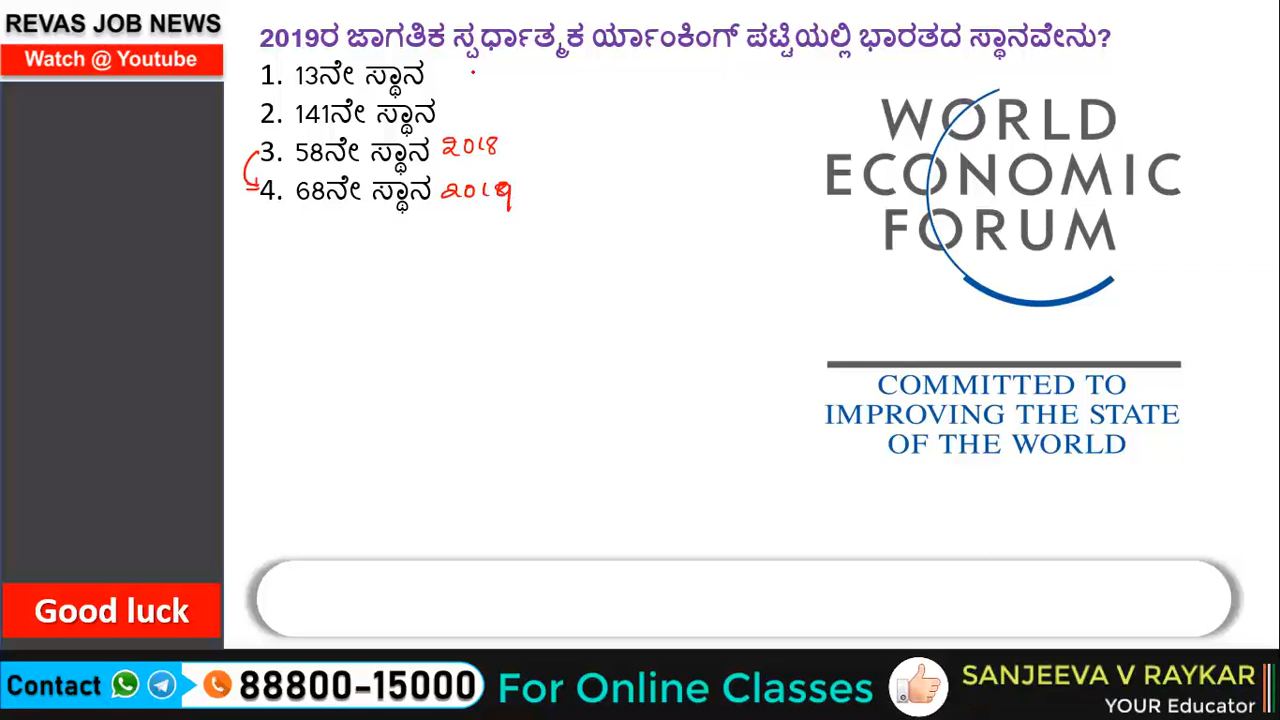 REVAS JOB NEWS
Watch @ Youtube
2019ರ ಜಾಗತಿಕ ಸ್ಪರ್ಧಾತ್ಮಕ ರ್ಯಾಂಕಿಂಗ್ ಪಟ್ಟಿಯಲ್ಲಿ ಭಾರತದ ಸ್ಥಾನವೇನು?
1. 13ನೇ ಸ್ಥಾನ
2. 141ನೇ ಸ್ಥಾನ
3. 58ನೇ ಸ್ಥಾನ 2018
4. 68ನೇ ಸ್ಥಾನ 2019
WORLD
ECONOMIC
FORUM
COMMITTED TO
IMPROVING THE STATE
OF THE WORLD
Good luck
Contact 88800-15000 For Online Classes
SANJEEVA V RAYKAR
YOUR Educator